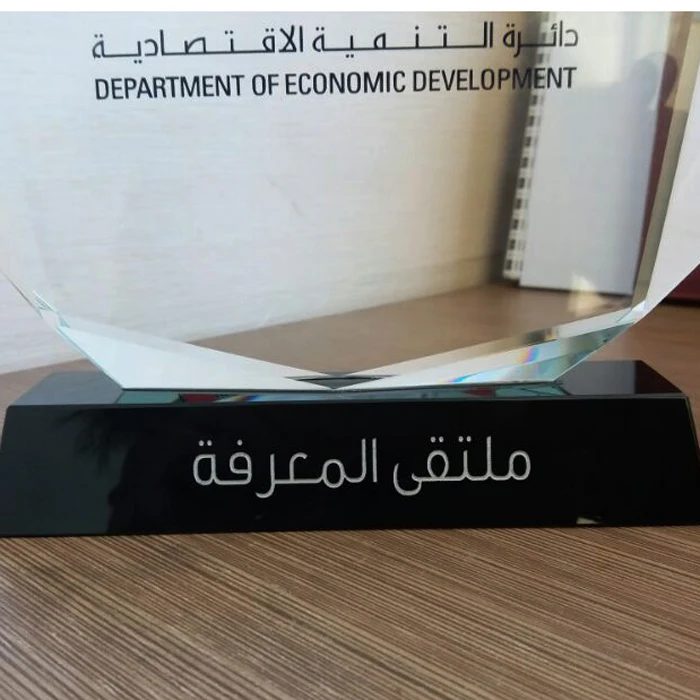 دائرة التنمية الاقتصادية
DEPARTMENT OF ECONOMIC DEVELOPMENT
ملتقى المعرفة